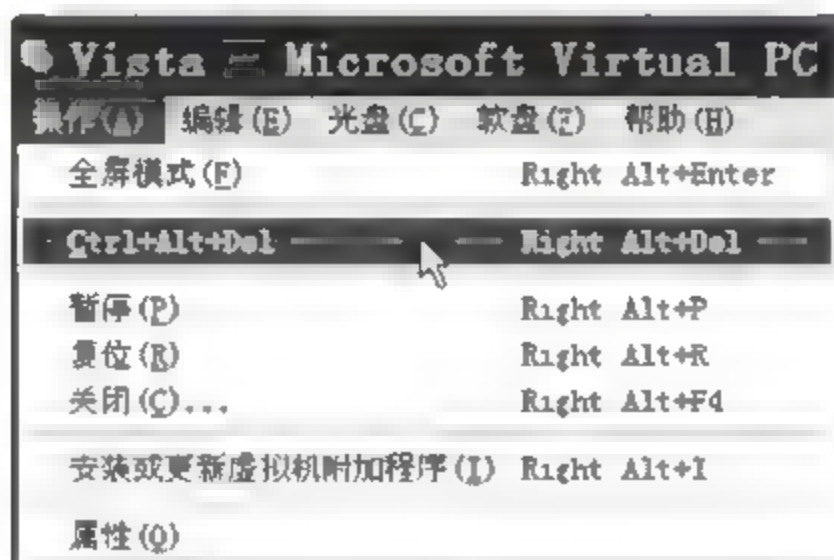 Vista - Microsoft Virtual PC
操作(A) 编辑(E) 光盘(C) 软盘(F) 帮助(H)
全屏模式(F) Right Alt+Enter
Ctrl+Alt+Del Right Alt+Del
暂停(P) Right Alt+P
复位(R) Right Alt+R
关闭(C)... Right Alt+F4
安装或更新虚拟机附加程序(I) Right Alt+I
属性(Q)